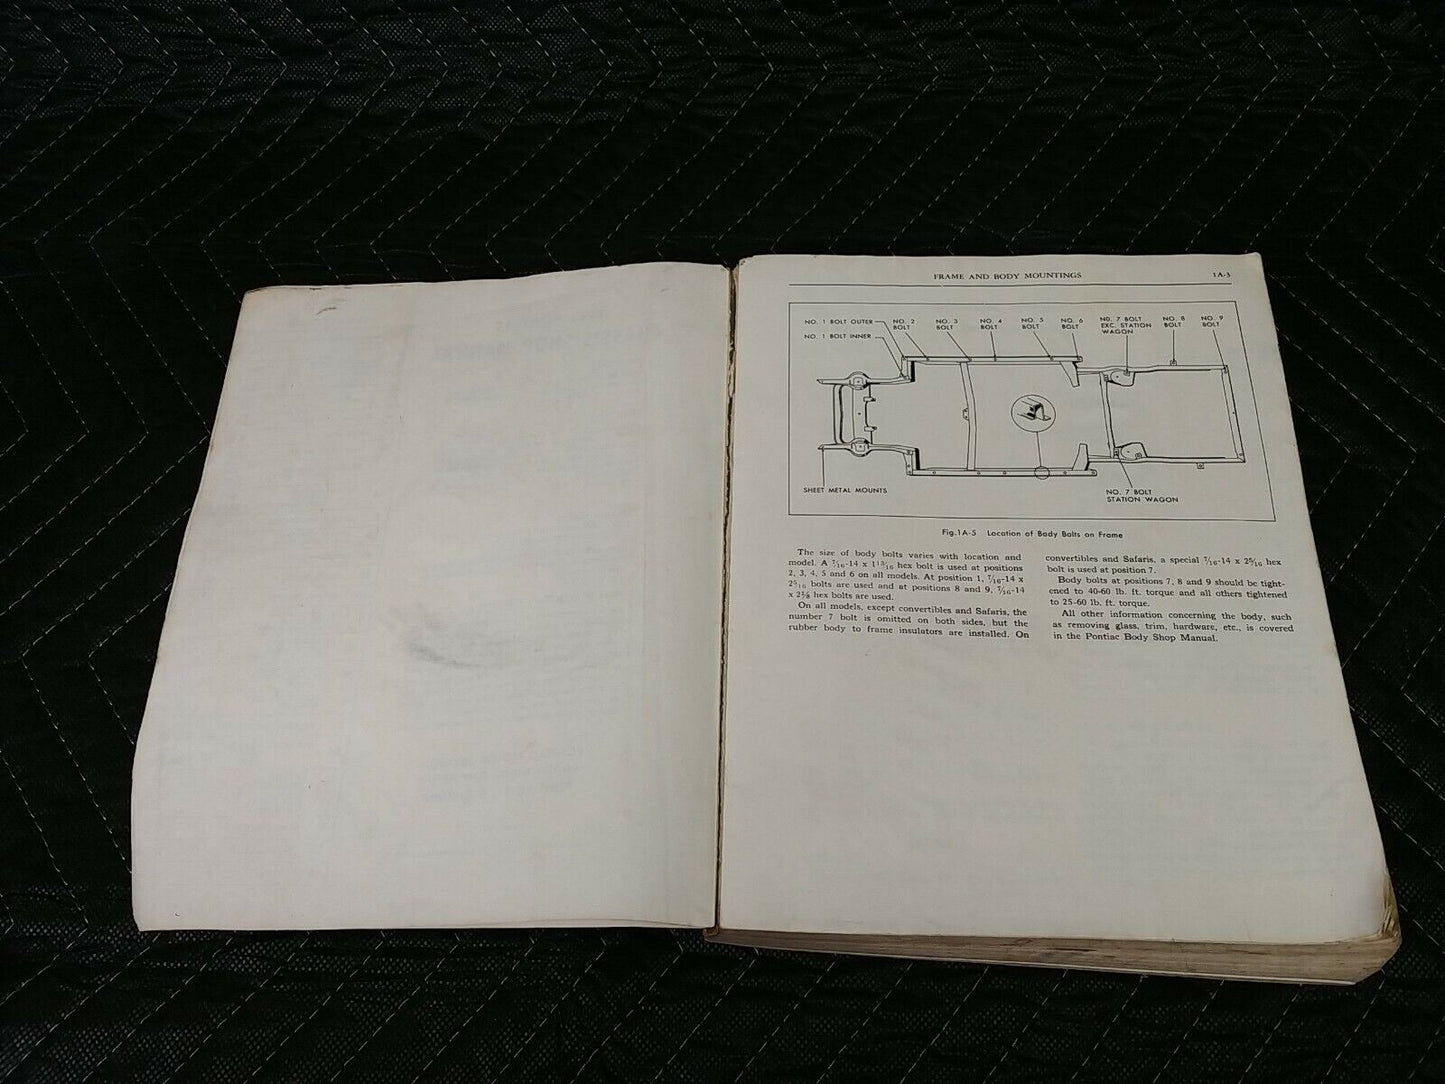 FRAME AND BODY MOUNTINGS 1A-3
NO. 1 BOLT OUTER
NO. 2
BOLT
NO. 3
BOLT
NO. 4
BOLT
NO. 5
BOLT
NO. 6
BOLT
NO. 7 BOLT
EXC. STATION
WAGON
NO. 8
BOLT
NO. 9
BOLT
NO. 1 BOLT INNER
SHEET METAL MOUNTS
NO. 7 BOLT
STATION WAGON
Fig.1A-5 Location of Body Bolts on Frame
The size of body bolts varies with location and
model. A 7/16-14 x 1 13/16 hex bolt is used at positions
2, 3, 4, 5 and 6 on all models. At position 1, 7/16-14 x
2 5/16 bolts are used and at positions 8 and 9, 7/16-14
x 2 1/8 hex bolts are used.
On all models, except convertibles and Safaris, the
number 7 bolt is omitted on both sides, but the
rubber body to frame insulators are installed. On
convertibles and Safaris, a special 7/16-14 x 2 5/16 hex
bolt is used at position 7.
Body bolts at positions 7, 8 and 9 should be tight-
ened to 40-60 lb. ft. torque and all others tightened
to 25-60 lb. ft. torque.
All other information concerning the body, such
as removing glass, trim, hardware, etc., is covered
in the Pontiac Body Shop Manual.